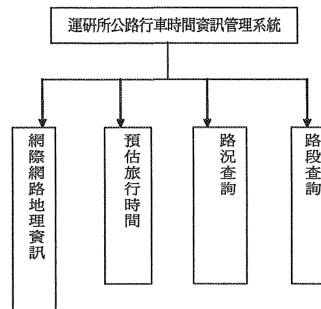 運研所公路行車時間資訊管理系統
網際網路地理資訊
預估旅行時間
路況查詢
路段查詢